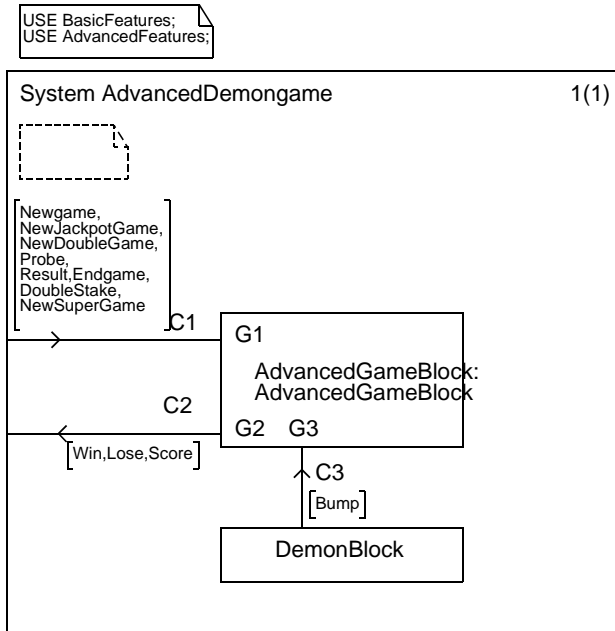 USE BasicFeatures;
USE AdvancedFeatures;
System AdvancedDemongame 1(1)
Newgame,
NewJackpotGame,
NewDoubleGame,
Probe,
Result,Endgame,
DoubleStake,
NewSuperGame
C1
G1
AdvancedGameBlock:
AdvancedGameBlock
C2
G2 G3
[Win,Lose,Score]
C3
[Bump]
DemonBlock